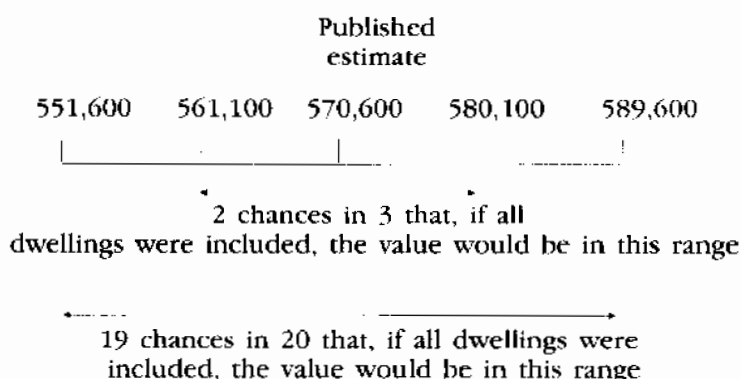 Published
estimate
551,600 561,100 570,600 580,100 589,600
2 chances in 3 that, if all
dwellings were included, the value would be in this range
19 chances in 20 that, if all dwellings were
included, the value would be in this range